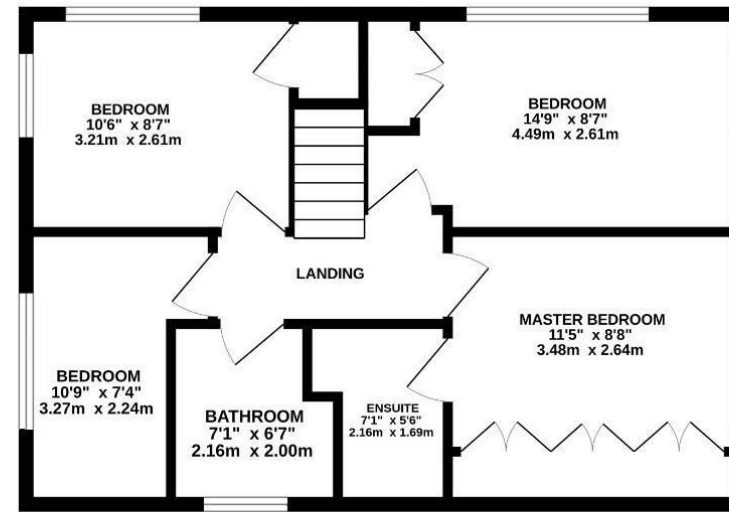 BEDROOM
10'6" x 8'7"
3.21m x 2.61m
BEDROOM
14'9" x 8'7"
4.49m x 2.61m
LANDING
MASTER BEDROOM
11'5" x 8'8"
3.48m x 2.64m
BEDROOM
10'9" x 7'4"
3.27m x 2.24m
BATHROOM
7'1" x 6'7"
2.16m x 2.00m
ENSUITE
7'1" x 5'6"
2.16m x 1.69m